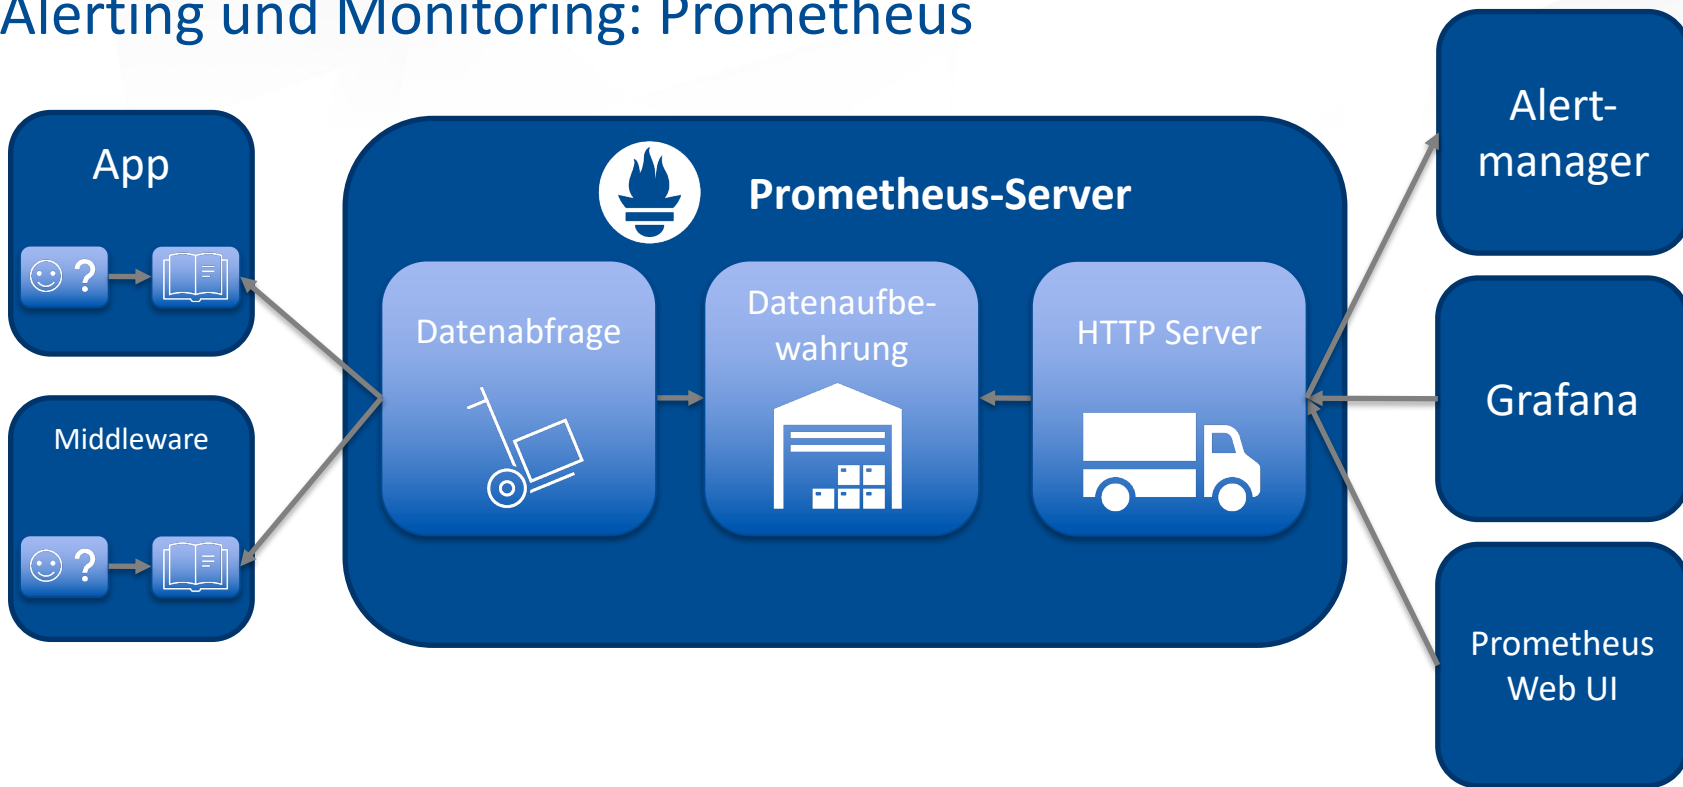 Alerting und Monitoring: Prometheus
App
?
Middleware
?
Prometheus-Server
Datenabfrage
Datenaufbe-
wahrung
HTTP Server
Alert-
manager
Grafana
Prometheus
Web UI